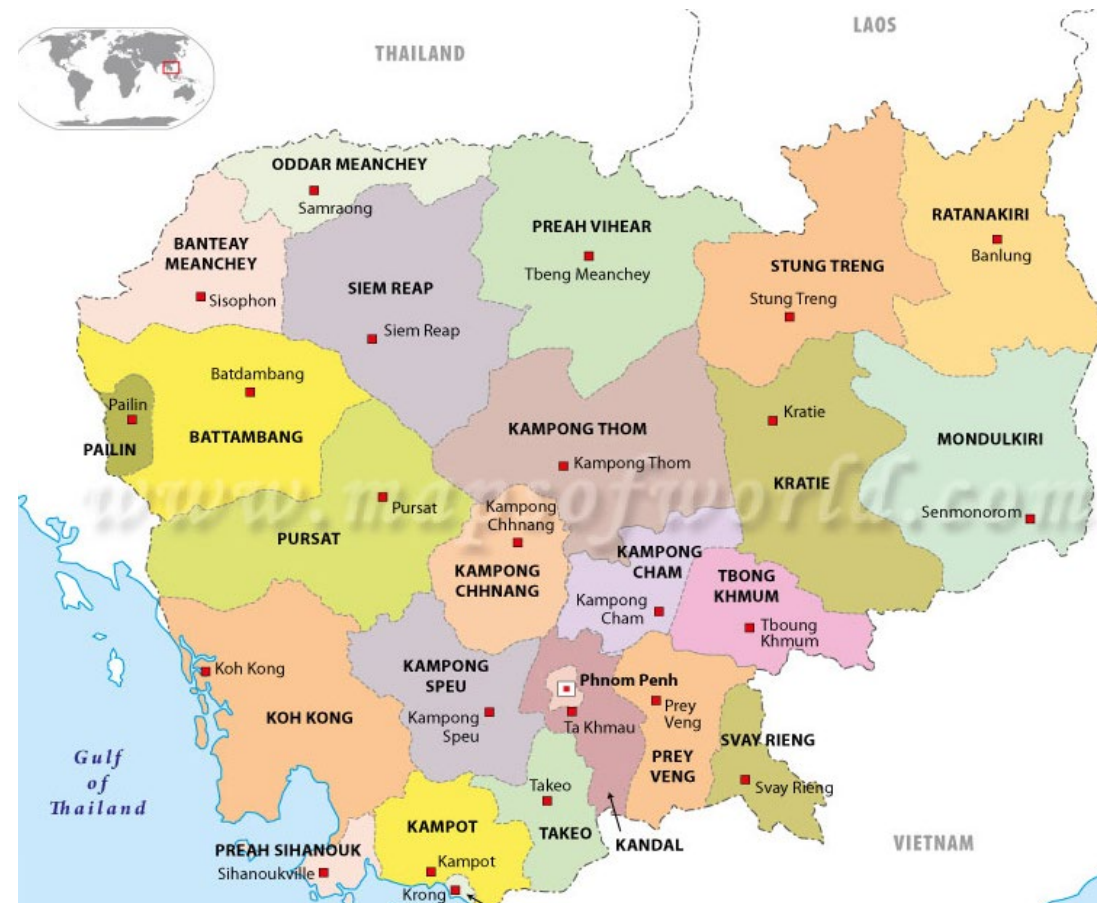 THAILAND
LAOS
ODDAR MEANCHEY
Samraong
BANTEAY
MEANCHEY
Sisophon
SIEM REAP
Siem Reap
PREAH VIHEAR
Tbeng Meanchey
STUNG TRENG
Stung Treng
RATANAKIRI
Banlung
Batdambang
BATTAMBANG
Pailin
PAILIN
KAMPONG THOM
Kampong Thom
Kratie
KRATIE
MONDULKIRI
Senmonorom
www.mapsofworld.com
Pursat
PURSAT
Kampong
Chhnang
KAMPONG
CHHNANG
KAMPONG
CHAM
Kampong
Cham
TBONG
KHMUM
Tboung
Khmum
Koh Kong
KOH KONG
KAMPONG
SPEU
Kampong
Speu
Phnom Penh
Ta Khmau
Prey
Veng
PREY
VENG
SVAY RIENG
Svay Rieng
Gulf
of
Thailand
Takeo
TAKEO
KANDAL
KAMPOT
Kampot
PREAH SIHANOUK
Sihanoukville
Krong
VIETNAM